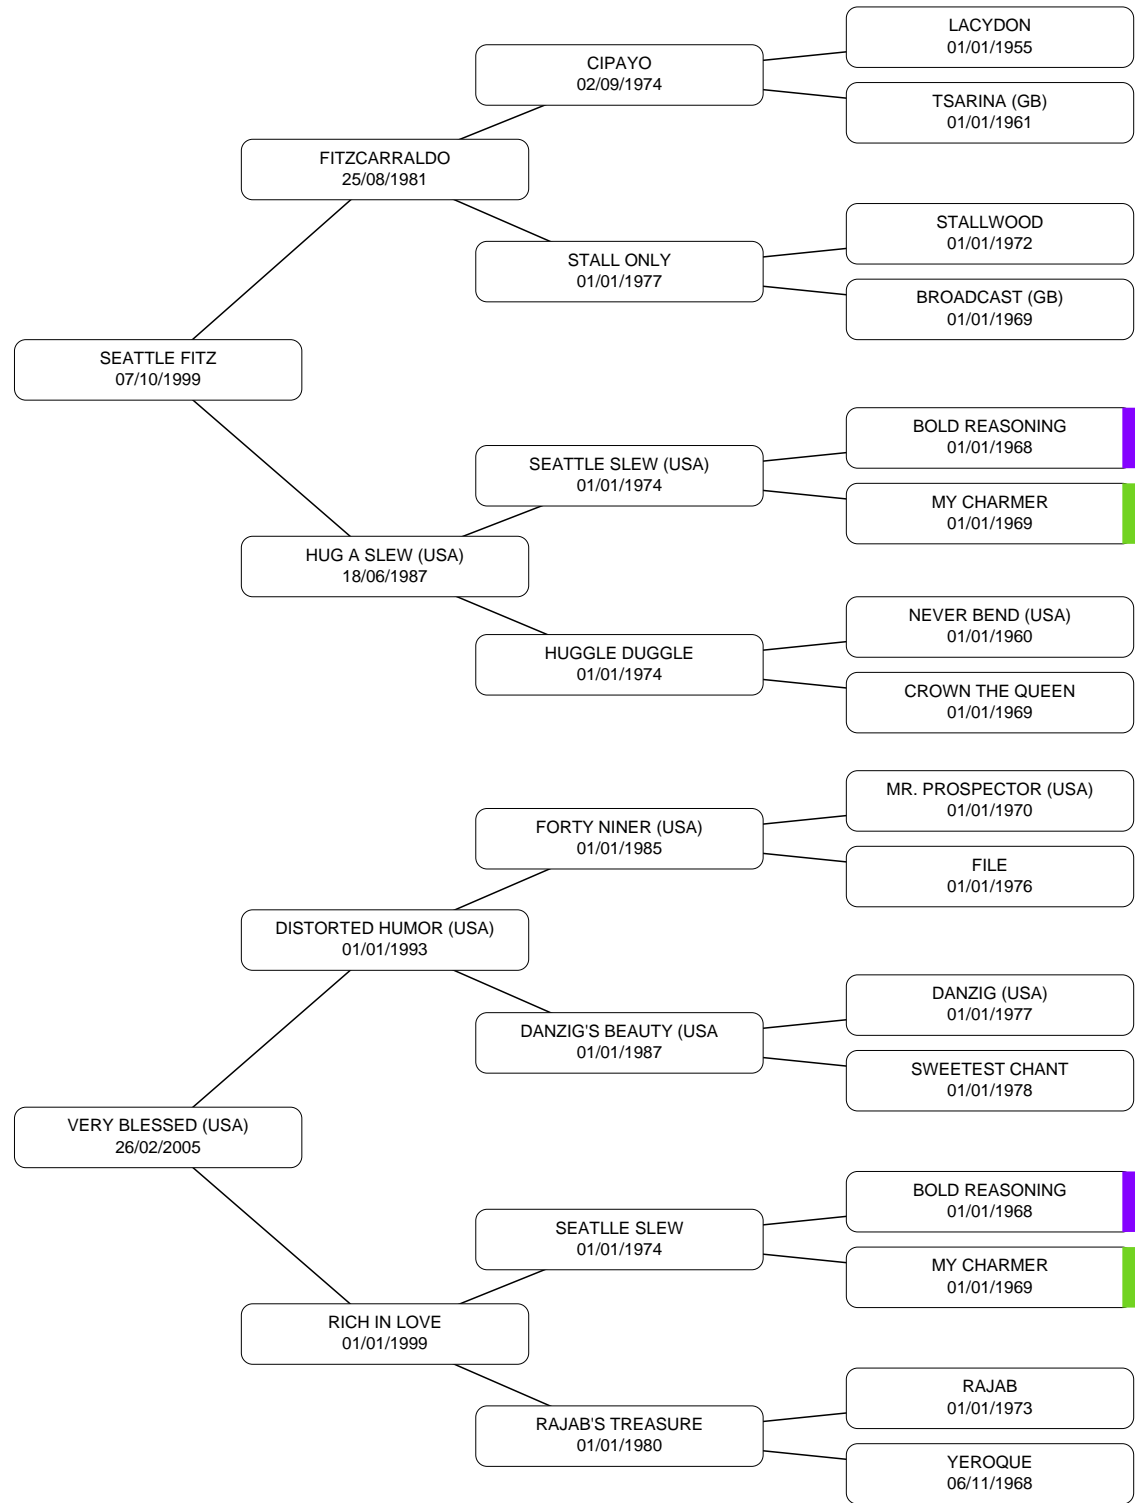 LACYDON
01/01/1955
CIPAYO
02/09/1974
TSARINA (GB)
01/01/1961
FITZCARRALDO
25/08/1981
STALLWOOD
01/01/1972
STALL ONLY
01/01/1977
BROADCAST (GB)
01/01/1969
SEATTLE FITZ
07/10/1999
BOLD REASONING
01/01/1968
SEATTLE SLEW (USA)
01/01/1974
MY CHARMER
01/01/1969
HUG A SLEW (USA)
18/06/1987
NEVER BEND (USA)
01/01/1960
HUGGLE DUGGLE
01/01/1974
CROWN THE QUEEN
01/01/1969
MR. PROSPECTOR (USA)
01/01/1970
FORTY NINER (USA)
01/01/1985
FILE
01/01/1976
DISTORTED HUMOR (USA)
01/01/1993
DANZIG (USA)
01/01/1977
DANZIG'S BEAUTY (USA
01/01/1987
SWEETEST CHANT
01/01/1978
VERY BLESSED (USA)
26/02/2005
BOLD REASONING
01/01/1968
SEATLLE SLEW
01/01/1974
MY CHARMER
01/01/1969
RICH IN LOVE
01/01/1999
RAJAB
01/01/1973
RAJAB'S TREASURE
01/01/1980
YEROQUE
06/11/1968